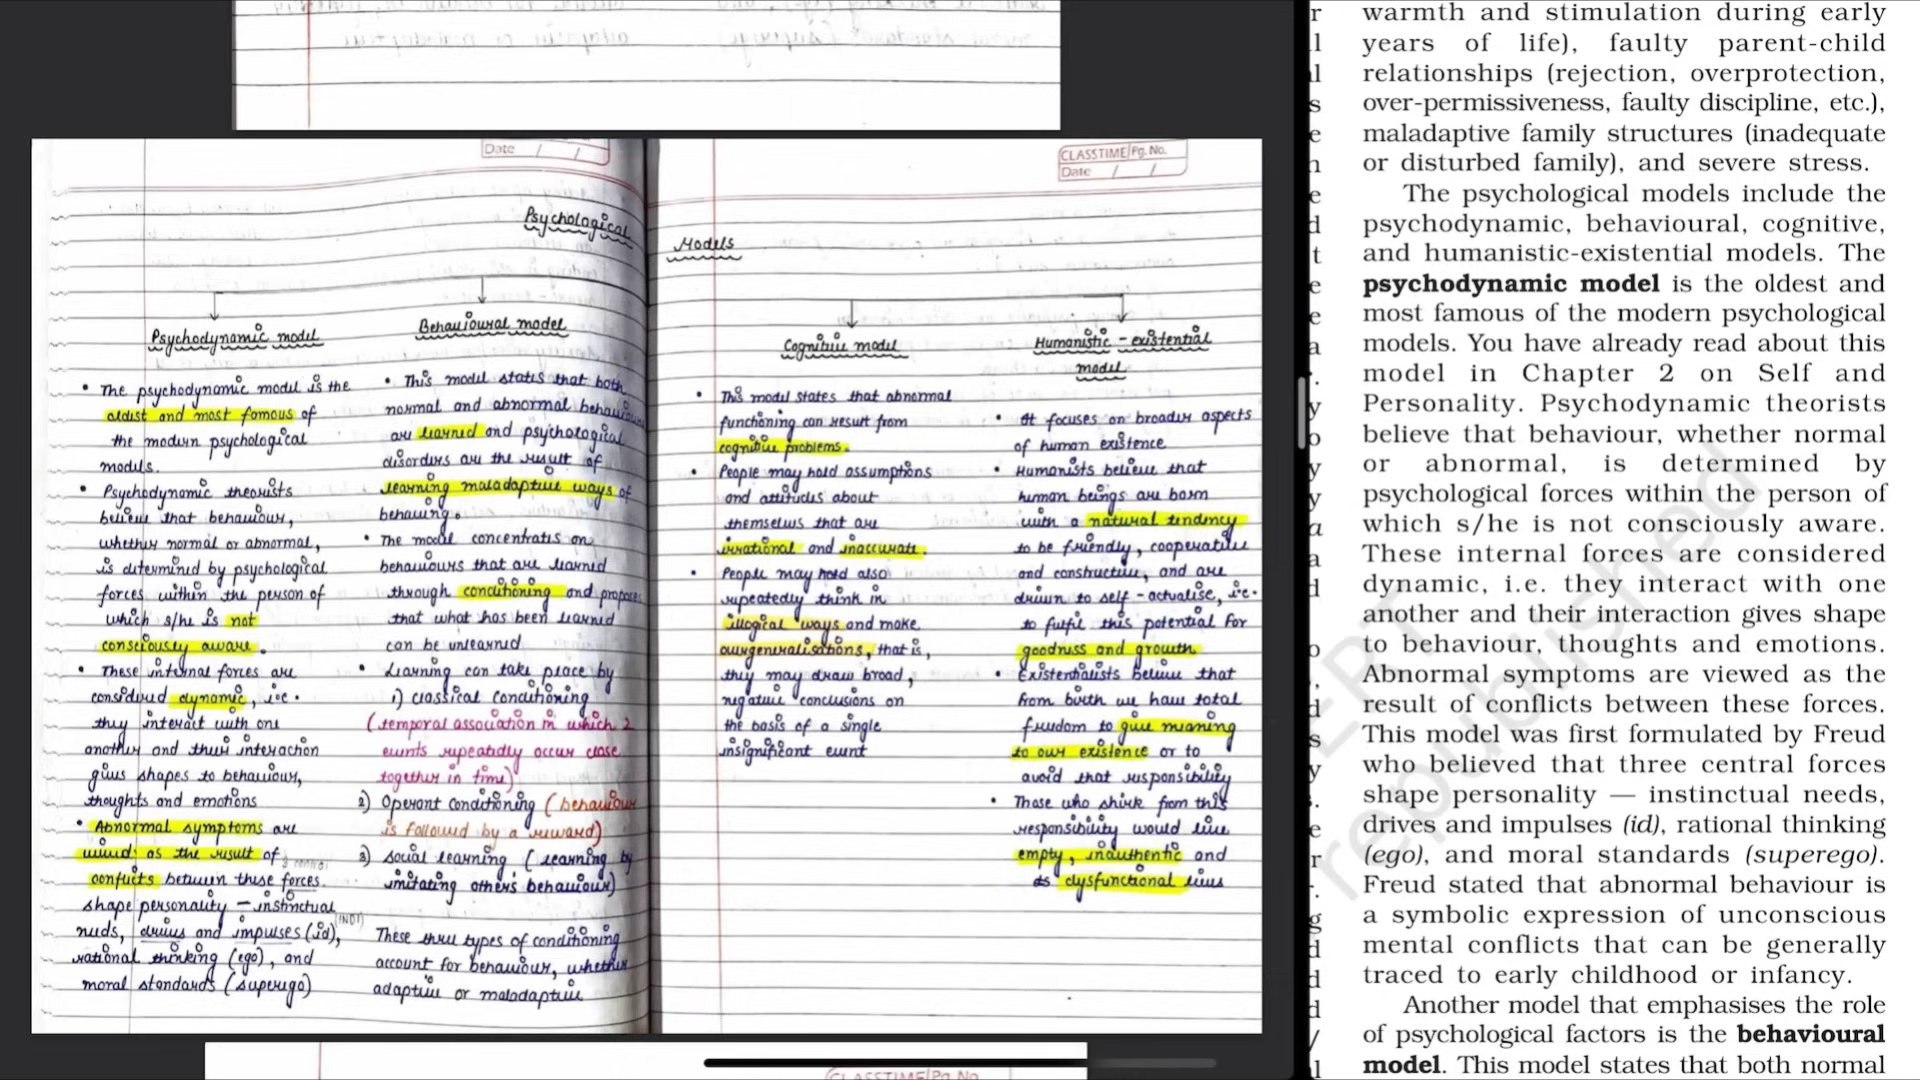 Date / /
CLASSTIME Pg. No.
Date / /
Psychological
Models
Psychodynamic model
• The psychodynamic model is the
oldest and most famous of
the modern psychological
models.
• Psychodynamic theorists
believe that behaviour,
whether normal or abnormal,
is determined by psychological
forces within the person of
which s/he is not
consciously aware.
• These internal forces are
considered dynamic, i.e.
they interact with one
another and their interaction
gives shapes to behaviour,
thoughts and emotions
• Abnormal symptoms are
viewed as the result of
conflicts between these forces.
shape personality – instinctual
needs, drives and impulses (id),
rational thinking (ego), and
moral standards (superego)
Behavioural model
• This model states that both
normal and abnormal behaviour
are learned and psychological
disorders are the result of
learning maladaptive ways of
behaving.
• The model concentrates on
behaviours that are learned
through conditioning and proposes
that what has been learned
can be unlearned
• Learning can take place by
1) classical Conditioning
(temporal association in which 2
events repeatedly occur close
together in time)
2) Operant Conditioning (behaviour
is followed by a reward)
3) Social learning (learning by
imitating others behaviour)
These three types of conditioning
account for behaviour, whether
adaptive or maladaptive
Cognitive model
• This model states that abnormal
functioning can result from
cognitive problems.
• People may hold assumptions
and attitudes about
themselves that are
irrational and inaccurate.
• People may hold also
repeatedly think in
illogical ways and make
overgeneralisations, that is,
they may draw broad,
negative conclusions on
the basis of a single
insignificant event
Humanistic – existential
model
• It focuses on broader aspects
of human existence
• Humanists believe that
human beings are born
with a natural tendency
to be friendly, cooperative
and constructive, and are
driven to self-actualise, i.e.
to fulfil this potential for
goodness and growth
• Existentialists believe that
from birth we have total
freedom to give meaning
to our existence or to
avoid that responsibility
• Those who shirk from this
responsibility would live
empty, inauthentic and
dysfunctional lives
CLASSTIME Pg. No.
warmth and stimulation during early
years of life), faulty parent-child
relationships (rejection, overprotection,
over-permissiveness, faulty discipline, etc.),
maladaptive family structures (inadequate
or disturbed family), and severe stress.
The psychological models include the
psychodynamic, behavioural, cognitive,
and humanistic-existential models. The
psychodynamic model is the oldest and
most famous of the modern psychological
models. You have already read about this
model in Chapter 2 on Self and
Personality. Psychodynamic theorists
believe that behaviour, whether normal
or abnormal, is determined by
psychological forces within the person of
which s/he is not consciously aware.
These internal forces are considered
dynamic, i.e. they interact with one
another and their interaction gives shape
to behaviour, thoughts and emotions.
Abnormal symptoms are viewed as the
result of conflicts between these forces.
This model was first formulated by Freud
who believed that three central forces
shape personality — instinctual needs,
drives and impulses (id), rational thinking
(ego), and moral standards (superego).
Freud stated that abnormal behaviour is
a symbolic expression of unconscious
mental conflicts that can be generally
traced to early childhood or infancy.
Another model that emphasises the role
of psychological factors is the behavioural
model. This model states that both normal